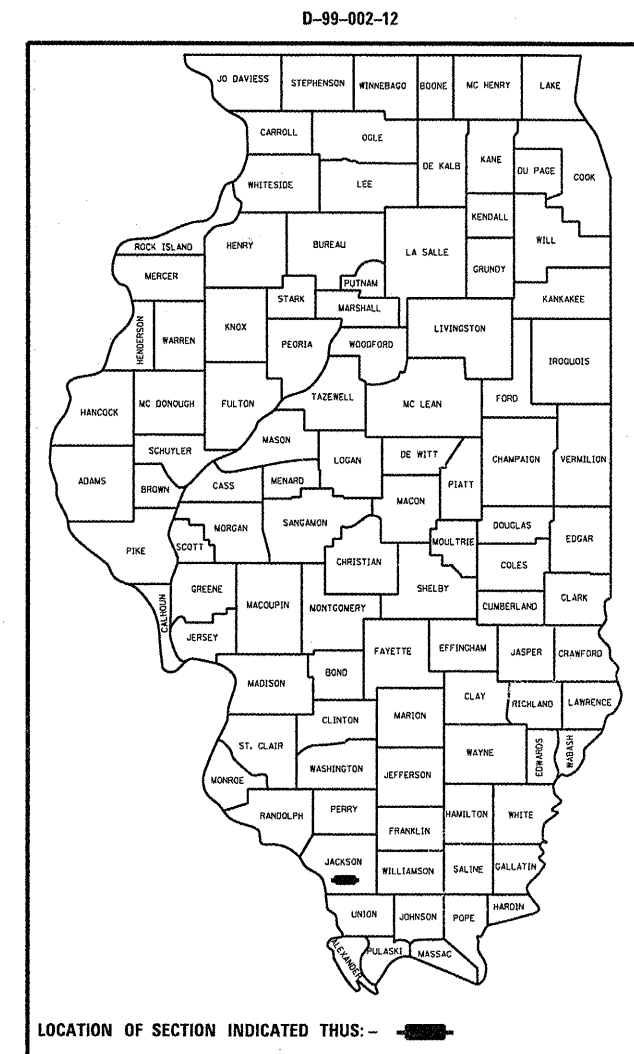 D-99-002-12
JO DAVIESS STEPHENSON WINNEBAGO BOONE MC HENRY LAKE
CARROLL OGLE
DE KALB KANE DU PAGE COOK
WHITESIDE LEE
KENDALL
ROCK ISLAND HENRY BUREAU LA SALLE WILL
MERCER PUTNAM GRUNDY
STARK MARSHALL KANKAKEE
HENDERSON WARREN KNOX PEORIA WOODFORD LIVINGSTON IROQUOIS
HANCOCK MC DONOUGH FULTON TAZEWELL MC LEAN FORD
MASON
SCHUYLER LOGAN DE WITT CHAMPAIGN VERMILION
ADAMS BROWN CASS MENARD PIATT
MACON
PIKE SCOTT MORGAN SANGAMON MOULTRIE DOUGLAS EDGAR
CHRISTIAN COLES
CALHOUN GREENE MACOUPIN MONTGOMERY SHELBY CUMBERLAND CLARK
JERSEY FAYETTE EFFINGHAM JASPER CRAWFORD
MADISON BOND
CLAY RICHLAND LAWRENCE
CLINTON MARION
ST. CLAIR WAYNE EDWARDS WABASH
MONROE WASHINGTON JEFFERSON
RANDOLPH PERRY HAMILTON WHITE
FRANKLIN
JACKSON WILLIAMSON SALINE GALLATIN
HARDIN
UNION JOHNSON POPE
ALEXANDER PULASKI MASSAC
LOCATION OF SECTION INDICATED THUS: -